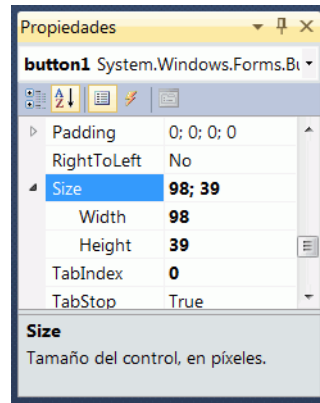 Propiedades
button1 System.Windows.Forms.Bu
Padding 0; 0; 0; 0
RightToLeft No
Size 98; 39
Width 98
Height 39
TabIndex 0
TabStop True
Size
Tamaño del control, en píxeles.